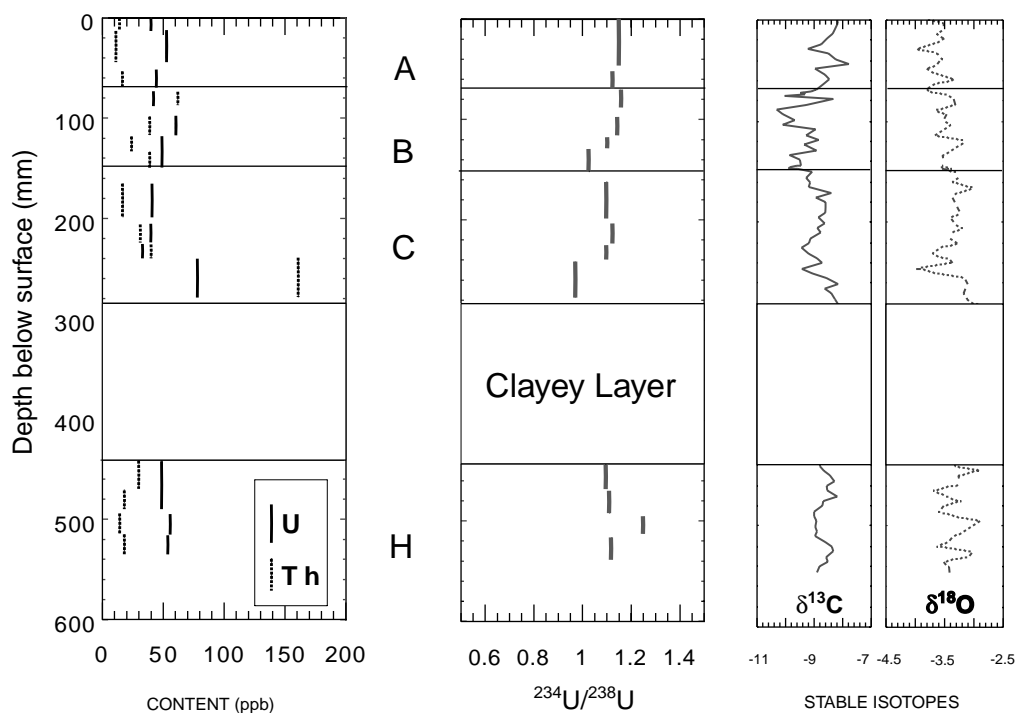 Depth below surface (mm)
0
100
200
300
400
500
600
0 50 100 150 200
CONTENT (ppb)
U
Th
A
B
C
H
Clayey Layer
0.6 0.8 1 1.2 1.4
²³⁴U/²³⁸U
δ¹³C
δ¹⁸O
-11 -9 -7 -4.5 -3.5 -2.5
STABLE ISOTOPES